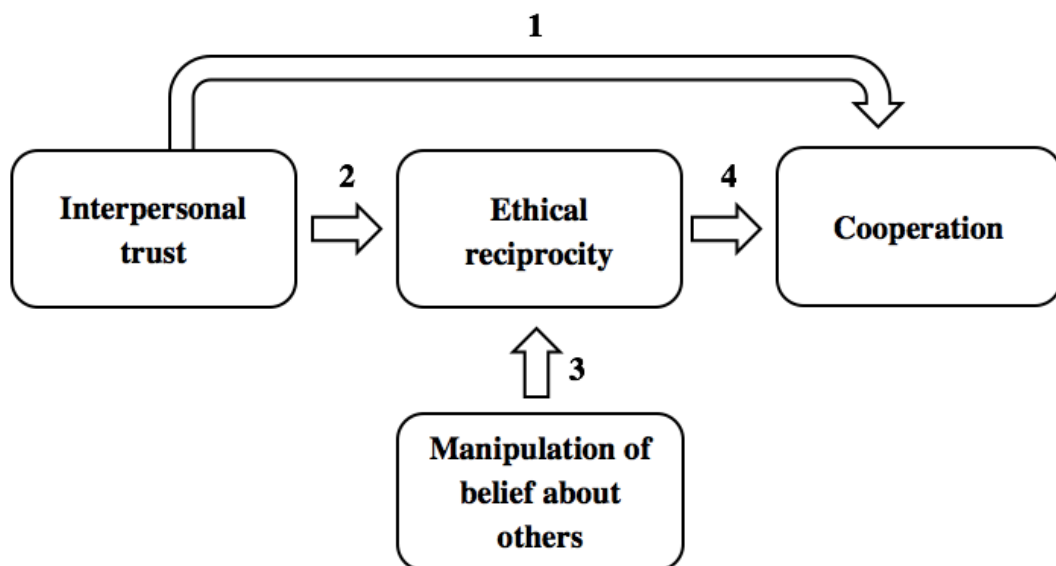 1
Interpersonal
trust
2
Ethical
reciprocity
4
Cooperation
3
Manipulation of
belief about
others